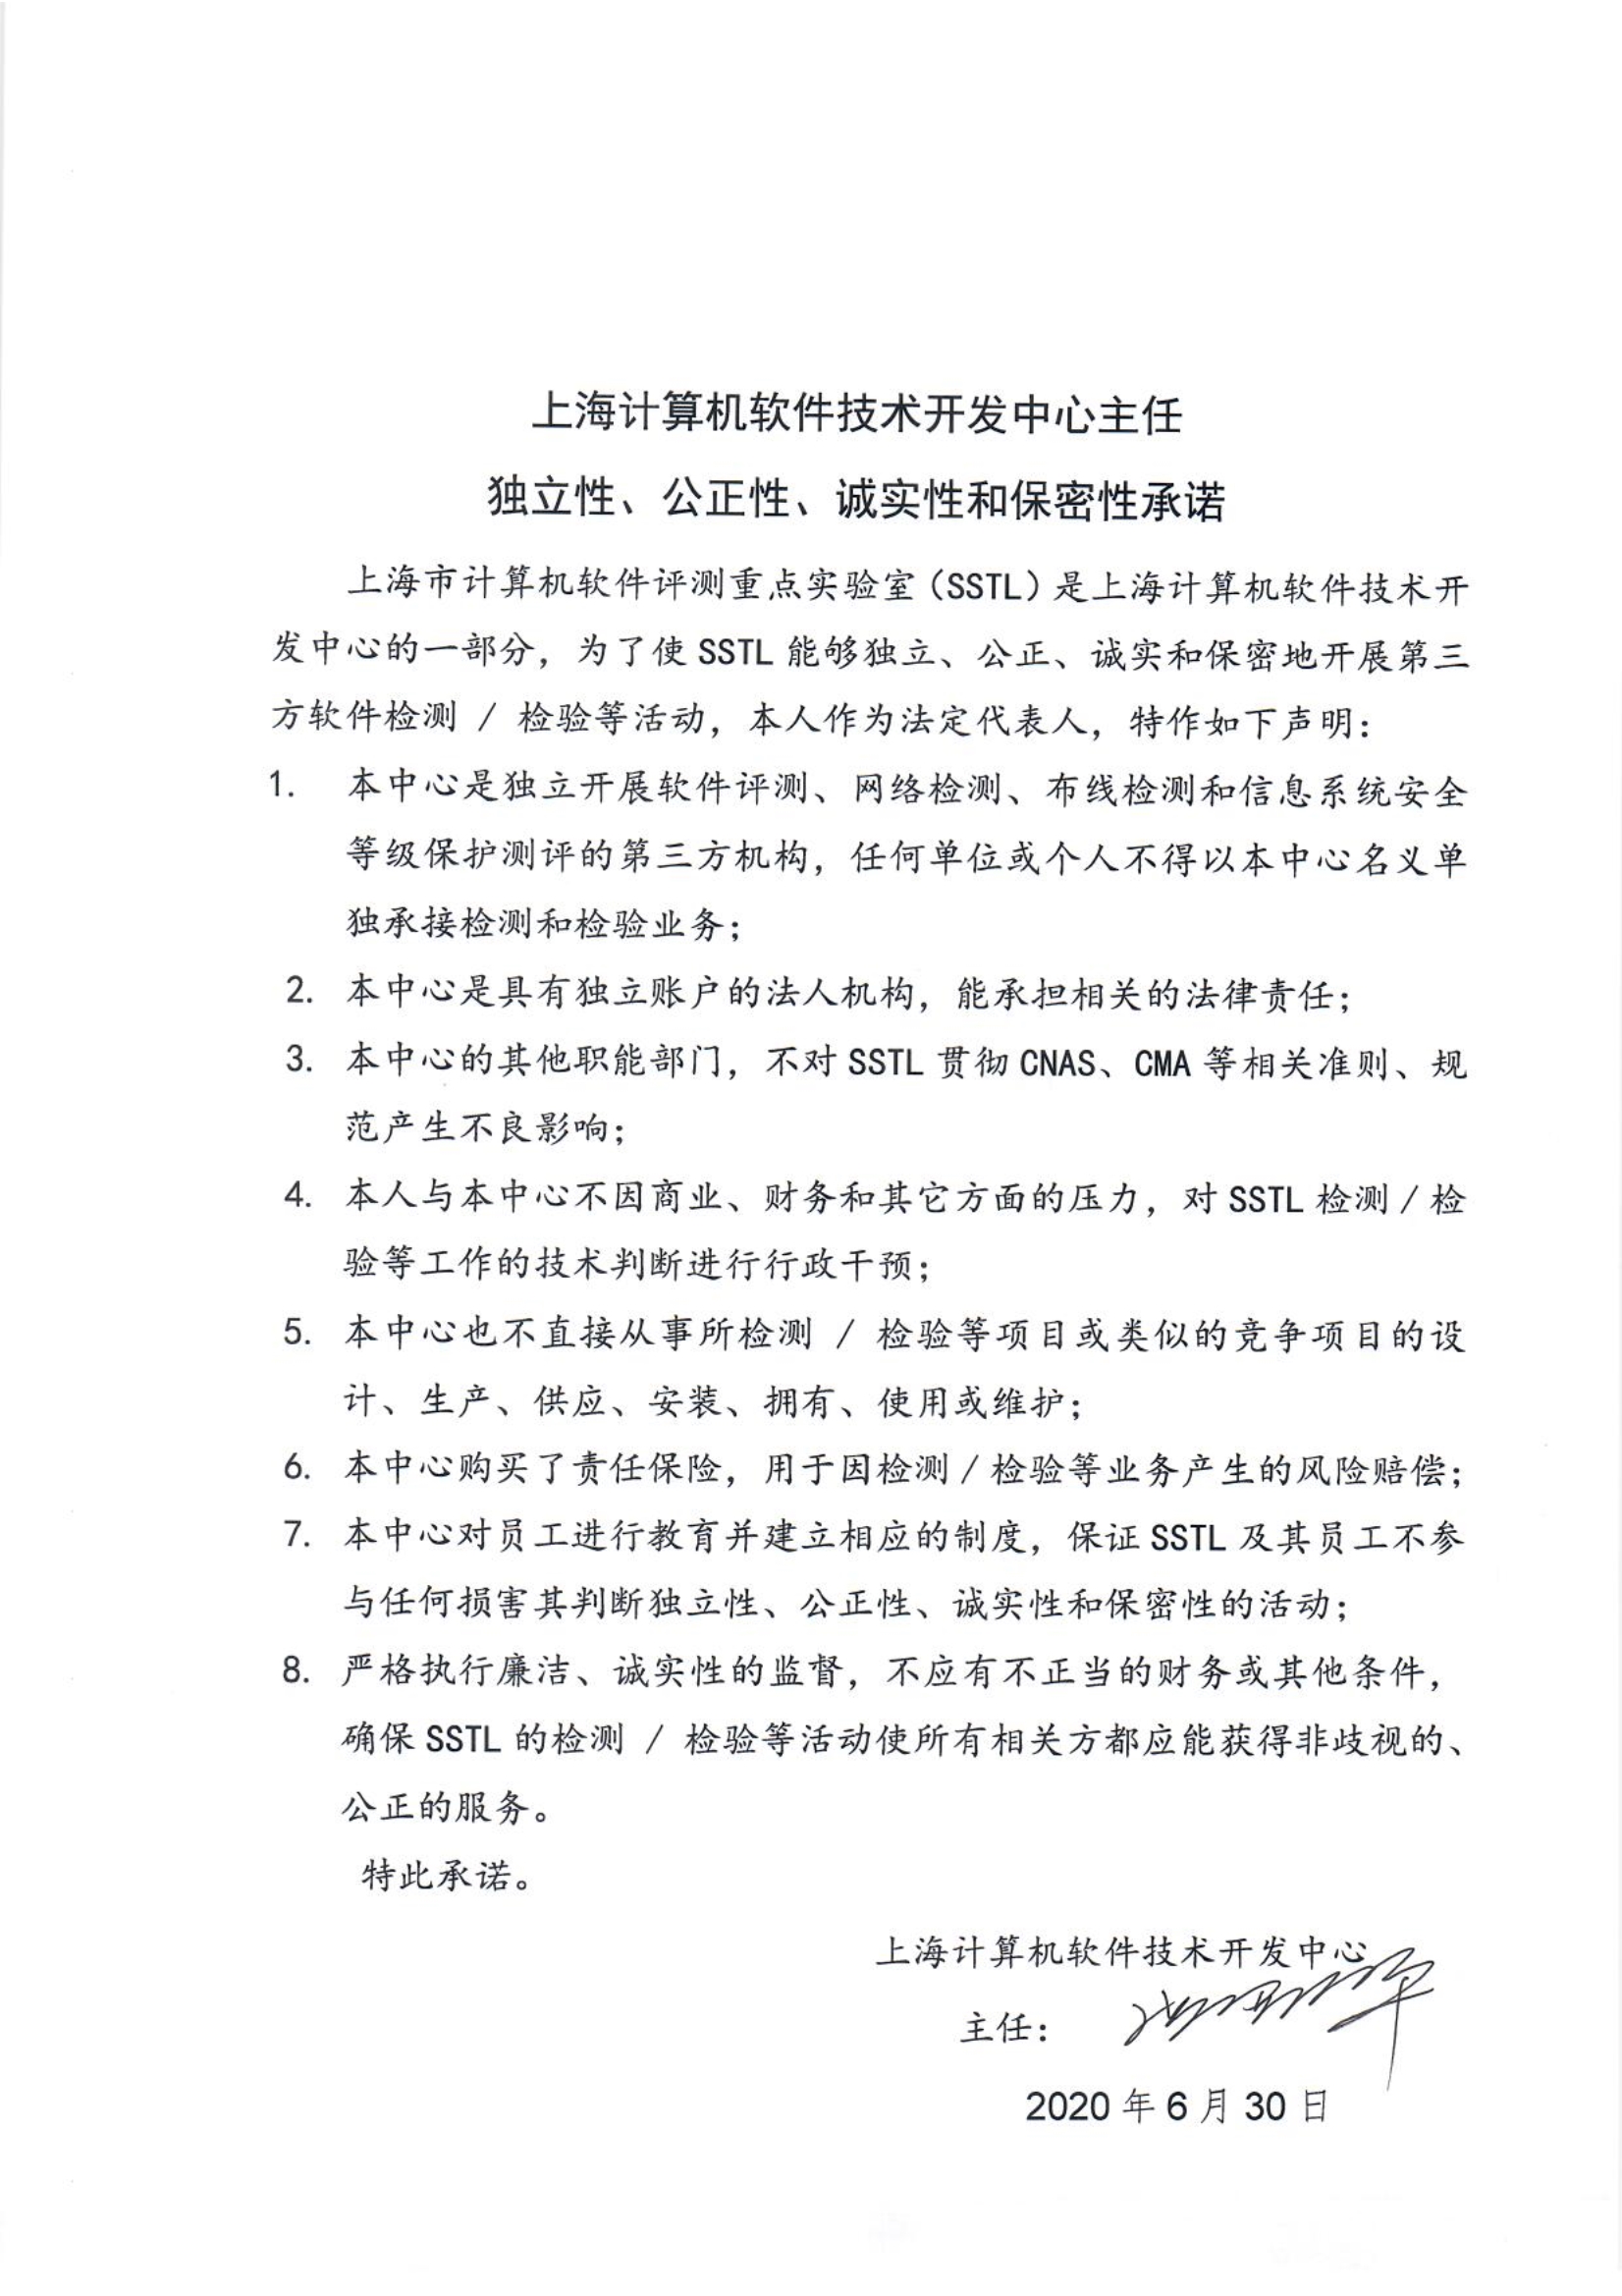 上海计算机软件技术开发中心主任
独立性、公正性、诚实性和保密性承诺
上海市计算机软件评测重点实验室（SSTL）是上海计算机软件技术开
发中心的一部分，为了使 SSTL 能够独立、公正、诚实和保密地开展第三
方软件检测 / 检验等活动，本人作为法定代表人，特作如下声明：
1. 本中心是独立开展软件评测、网络检测、布线检测和信息系统安全
等级保护测评的第三方机构，任何单位或个人不得以本中心名义单
独承接检测和检验业务；
2. 本中心是具有独立账户的法人机构，能承担相关的法律责任；
3. 本中心的其他职能部门，不对 SSTL 贯彻 CNAS、CMA 等相关准则、规
范产生不良影响；
4. 本人与本中心不因商业、财务和其它方面的压力，对 SSTL 检测 / 检
验等工作的技术判断进行行政干预；
5. 本中心也不直接从事所检测 / 检验等项目或类似的竞争项目的设
计、生产、供应、安装、拥有、使用或维护；
6. 本中心购买了责任保险，用于因检测 / 检验等业务产生的风险赔偿；
7. 本中心对员工进行教育并建立相应的制度，保证 SSTL 及其员工不参
与任何损害其判断独立性、公正性、诚实性和保密性的活动；
8. 严格执行廉洁、诚实性的监督，不应有不正当的财务或其他条件，
确保 SSTL 的检测 / 检验等活动使所有相关方都应能获得非歧视的、
公正的服务。
特此承诺。
上海计算机软件技术开发中心
主任：
2020 年 6 月 30 日